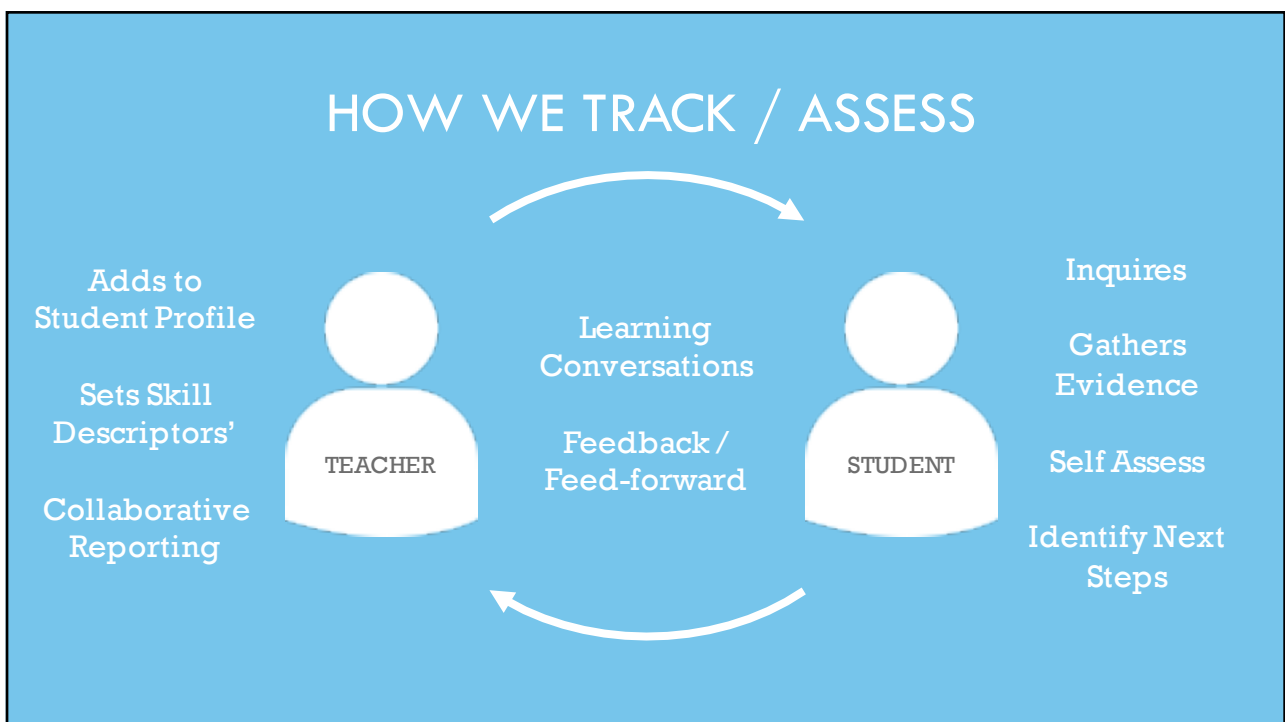 HOW WE TRACK / ASSESS
Adds to
Student Profile
Sets Skill
Descriptors’
Collaborative
Reporting
TEACHER
Learning
Conversations
Feedback /
Feed-forward
STUDENT
Inquires
Gathers
Evidence
Self Assess
Identify Next
Steps